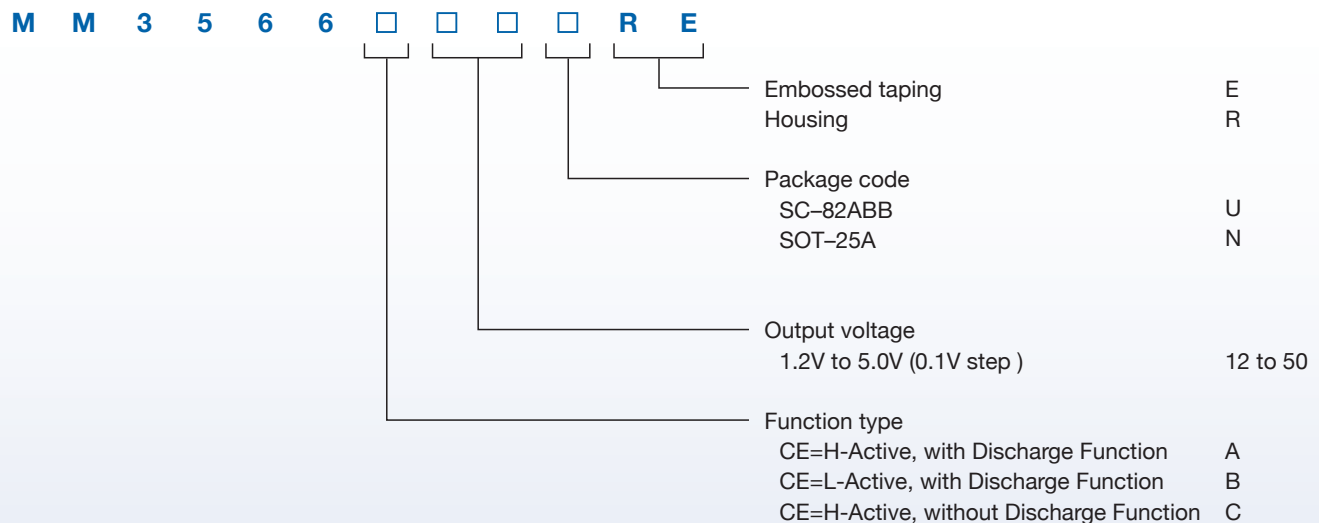 M M 3 5 6 6 □ □ □ □ R E
Embossed taping E
Housing R
Package code
SC–82ABB U
SOT–25A N
Output voltage
1.2V to 5.0V (0.1V step ) 12 to 50
Function type
CE=H-Active, with Discharge Function A
CE=L-Active, with Discharge Function B
CE=H-Active, without Discharge Function C